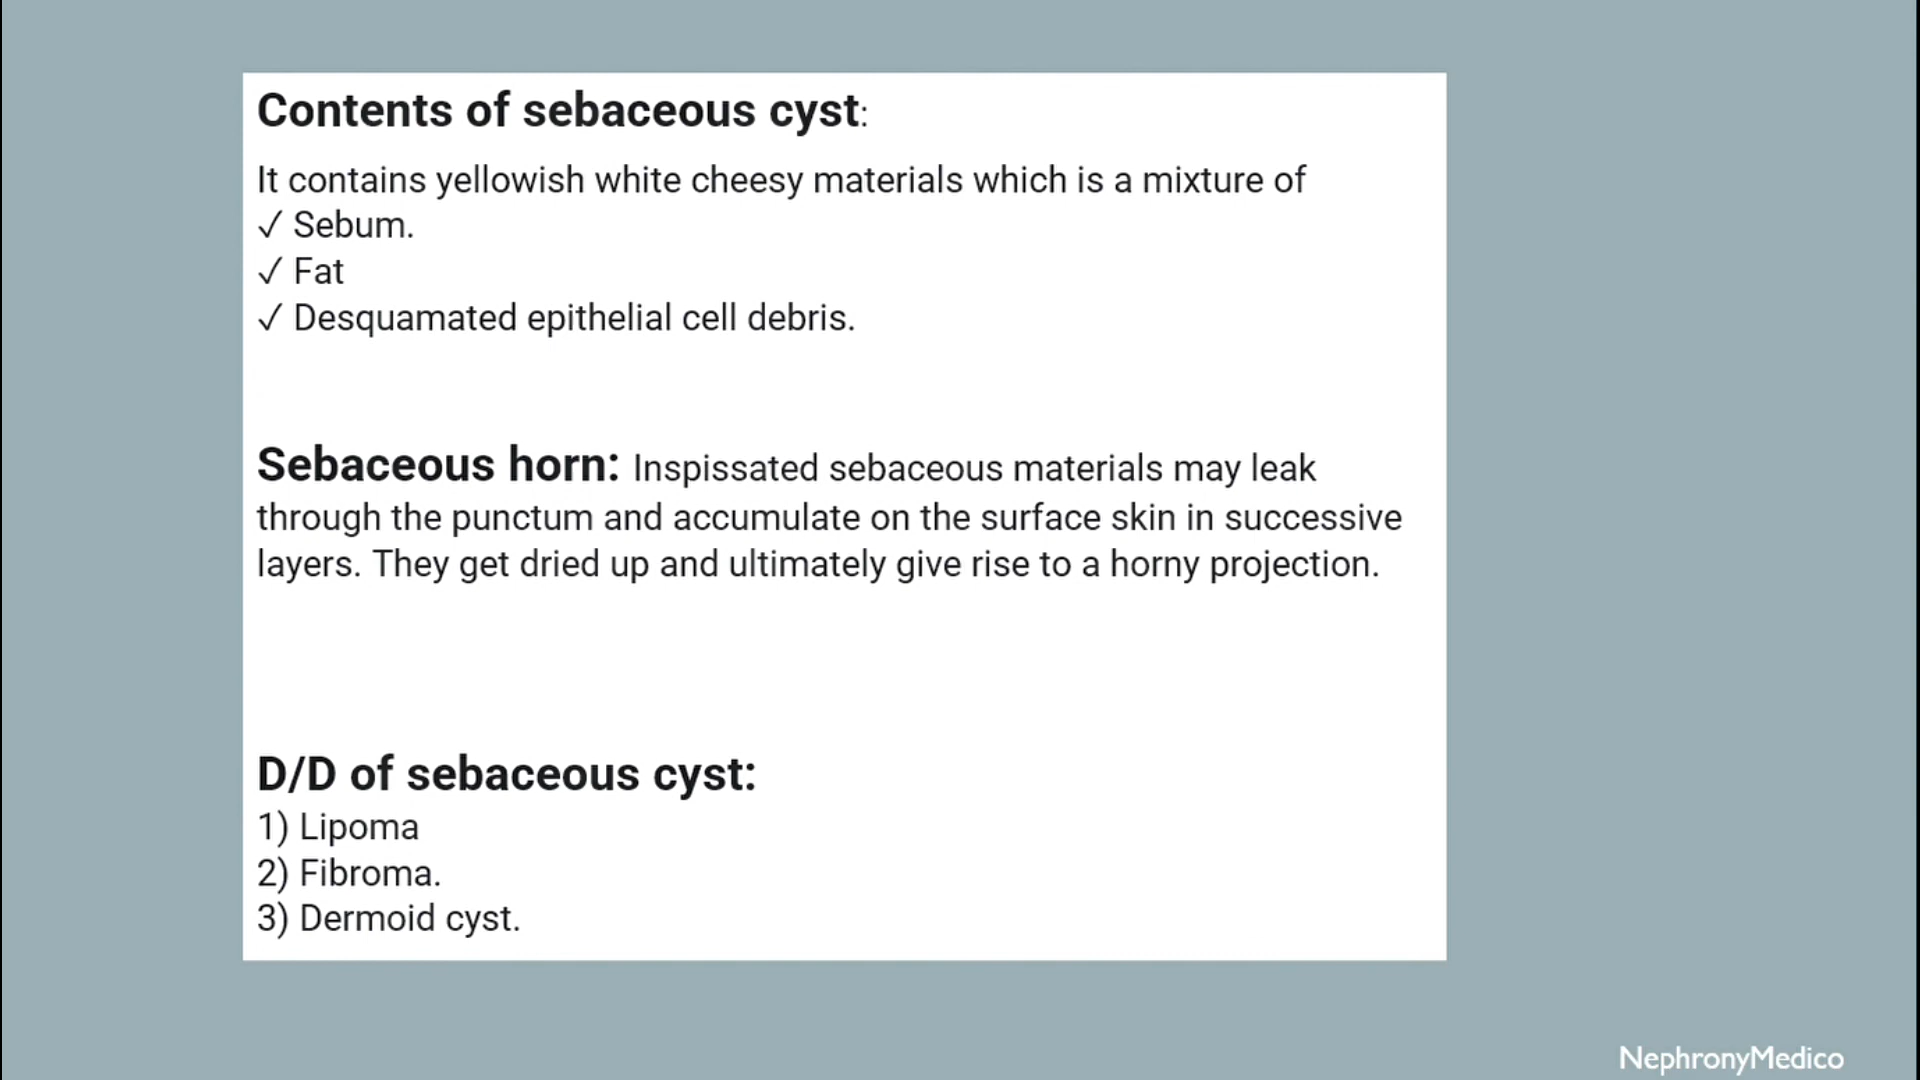 Contents of sebaceous cyst:
It contains yellowish white cheesy materials which is a mixture of
✓ Sebum.
✓ Fat
✓ Desquamated epithelial cell debris.
Sebaceous horn: Inspissated sebaceous materials may leak
through the punctum and accumulate on the surface skin in successive
layers. They get dried up and ultimately give rise to a horny projection.
D/D of sebaceous cyst:
1) Lipoma
2) Fibroma.
3) Dermoid cyst.
NephronyMedico